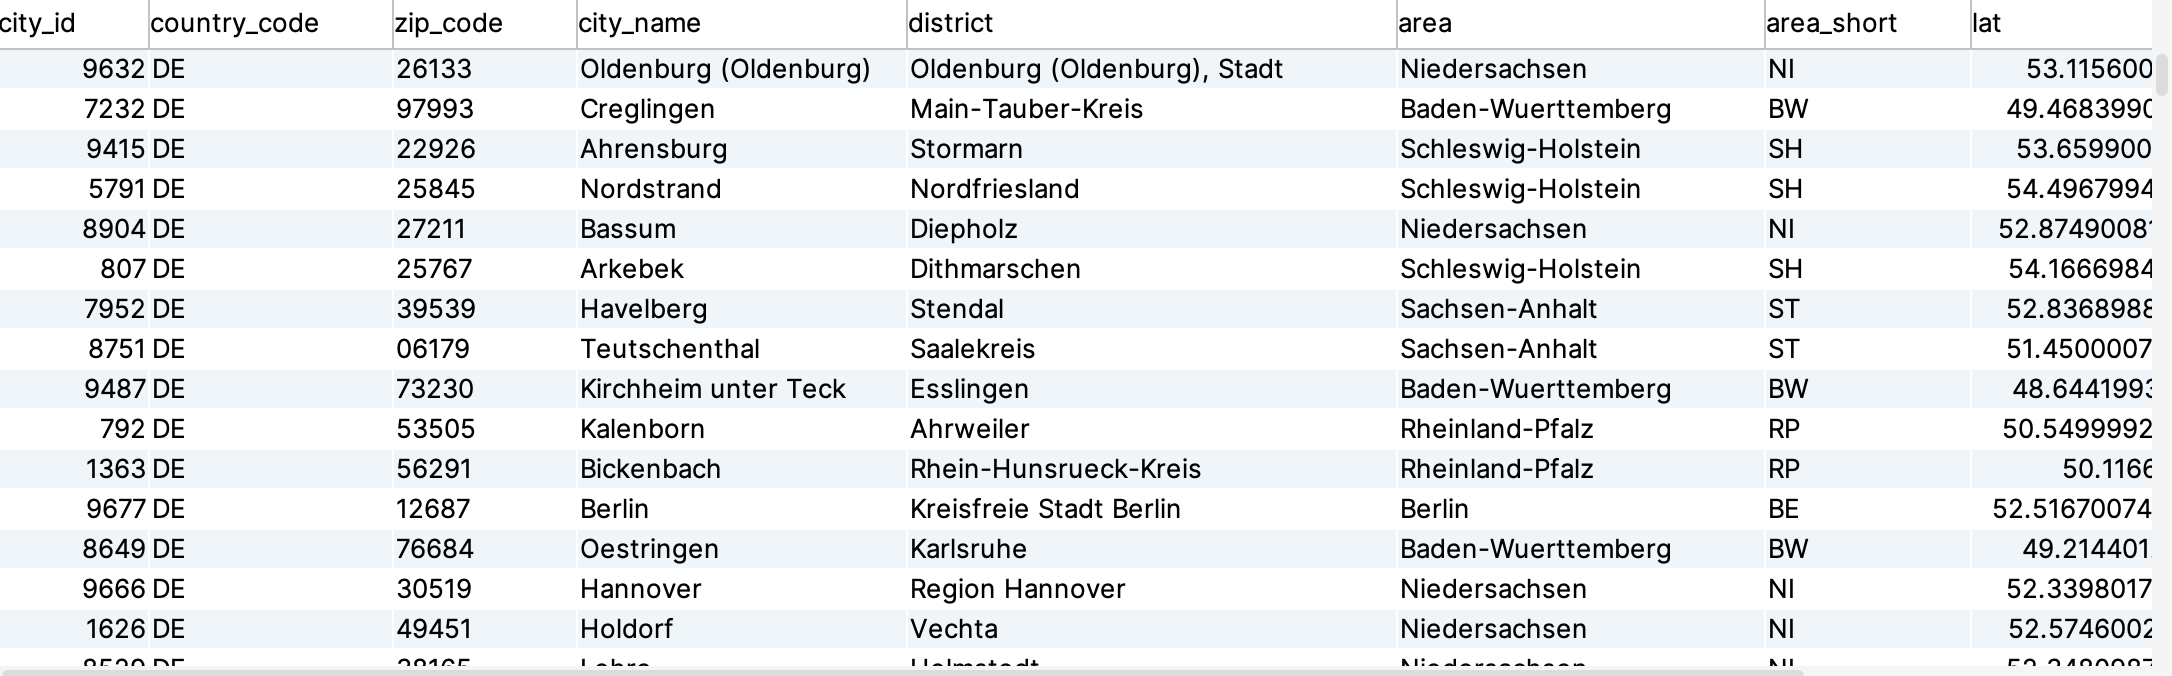 city_id country_code zip_code city_name district area area_short lat
9632 DE 26133 Oldenburg (Oldenburg) Oldenburg (Oldenburg), Stadt Niedersachsen NI 53.115600
7232 DE 97993 Creglingen Main-Tauber-Kreis Baden-Wuerttemberg BW 49.4683990
9415 DE 22926 Ahrensburg Stormarn Schleswig-Holstein SH 53.659900
5791 DE 25845 Nordstrand Nordfriesland Schleswig-Holstein SH 54.4967994
8904 DE 27211 Bassum Diepholz Niedersachsen NI 52.8749008
807 DE 25767 Arkebek Dithmarschen Schleswig-Holstein SH 54.1666984
7952 DE 39539 Havelberg Stendal Sachsen-Anhalt ST 52.8368988
8751 DE 06179 Teutschenthal Saalekreis Sachsen-Anhalt ST 51.4500007
9487 DE 73230 Kirchheim unter Teck Esslingen Baden-Wuerttemberg BW 48.6441993
792 DE 53505 Kalenborn Ahrweiler Rheinland-Pfalz RP 50.5499992
1363 DE 56291 Bickenbach Rhein-Hunsrueck-Kreis Rheinland-Pfalz RP 50.1166
9677 DE 12687 Berlin Kreisfreie Stadt Berlin Berlin BE 52.51670074
8649 DE 76684 Oestringen Karlsruhe Baden-Wuerttemberg BW 49.214401
9666 DE 30519 Hannover Region Hannover Niedersachsen NI 52.3398017
1626 DE 49451 Holdorf Vechta Niedersachsen NI 52.5746002
DE Helmstedt Niedersachsen NI